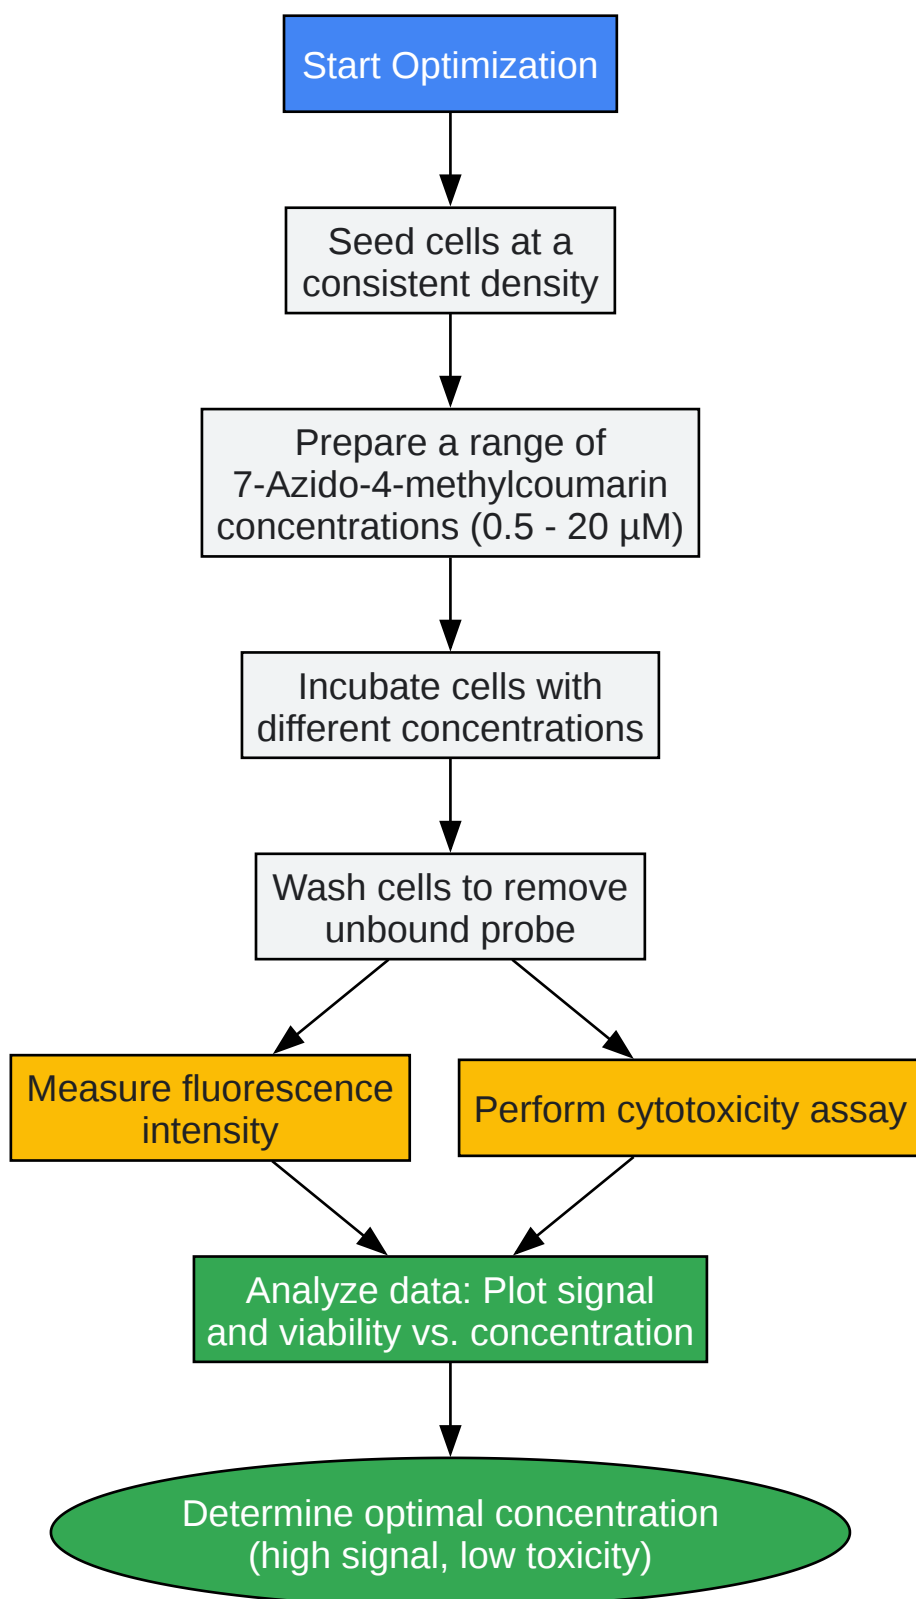 Start Optimization
Seed cells at a
consistent density
Prepare a range of
7-Azido-4-methylcoumarin
concentrations (0.5 - 20 µM)
Incubate cells with
different concentrations
Wash cells to remove
unbound probe
Measure fluorescence
intensity
Perform cytotoxicity assay
Analyze data: Plot signal
and viability vs. concentration
Determine optimal concentration
(high signal, low toxicity)